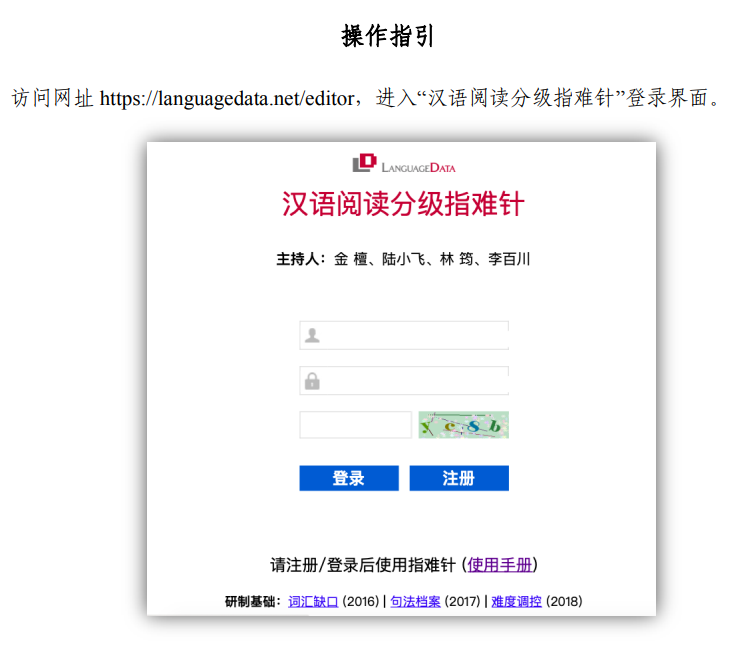 操作指引
访问网址 https://languagedata.net/editor，进入“汉语阅读分级指难针”登录界面。
LD LANGUAGEDATA
汉语阅读分级指难针
主持人：金 檀、陆小飞、林 筠、李百川
yc8b
登录 注册
请注册/登录后使用指难针 (使用手册)
研制基础：词汇缺口 (2016) | 句法档案 (2017) | 难度调控 (2018)